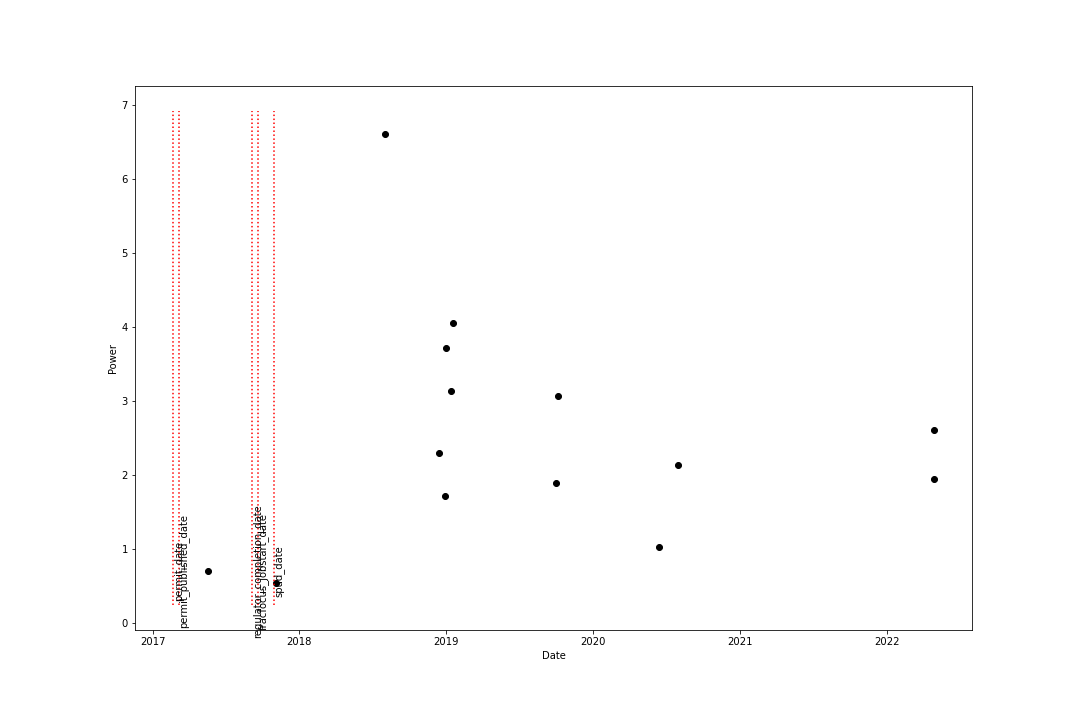 7
6
5
4
3
2
1
0
Power
permit_date
permit_published_date
regulator_completion_date
fracfocus_jobstart_date
spud_date
2017 2018 2019 2020 2021 2022
Date